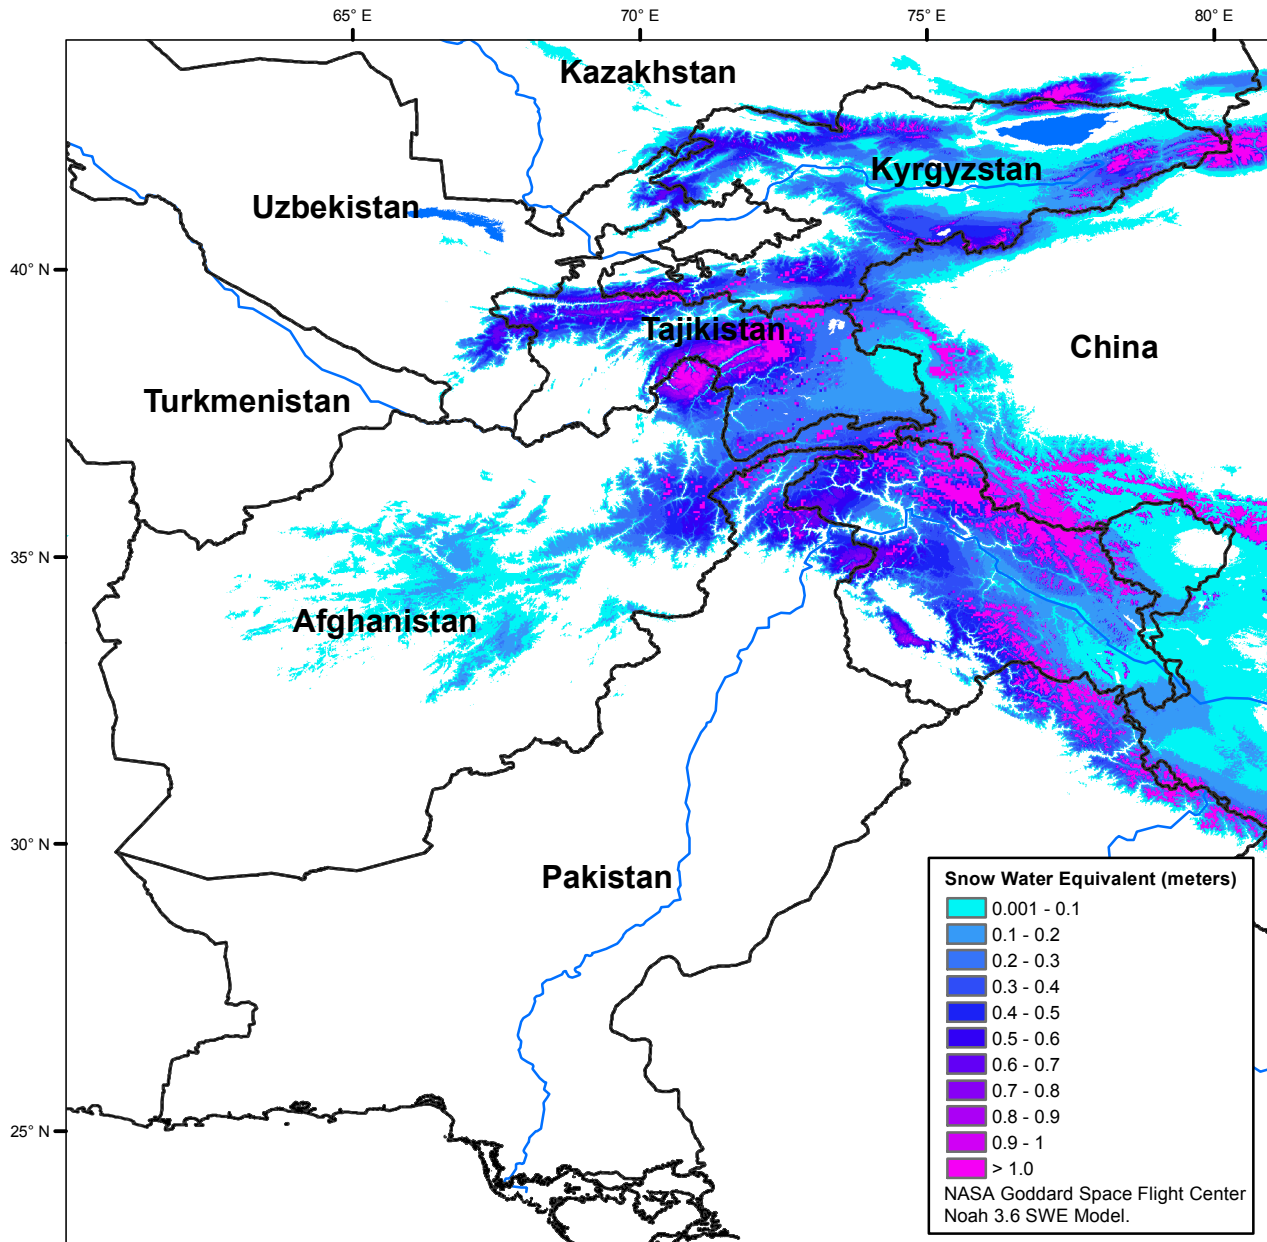 65° E
70° E
75° E
80° E
Kazakhstan
Kyrgyzstan
Uzbekistan
40° N
Tajikistan
China
Turkmenistan
35° N
Afghanistan
30° N
Pakistan
25° N
Snow Water Equivalent (meters)
0.001 - 0.1
0.1 - 0.2
0.2 - 0.3
0.3 - 0.4
0.4 - 0.5
0.5 - 0.6
0.6 - 0.7
0.7 - 0.8
0.8 - 0.9
0.9 - 1
> 1.0
NASA Goddard Space Flight Center
Noah 3.6 SWE Model.